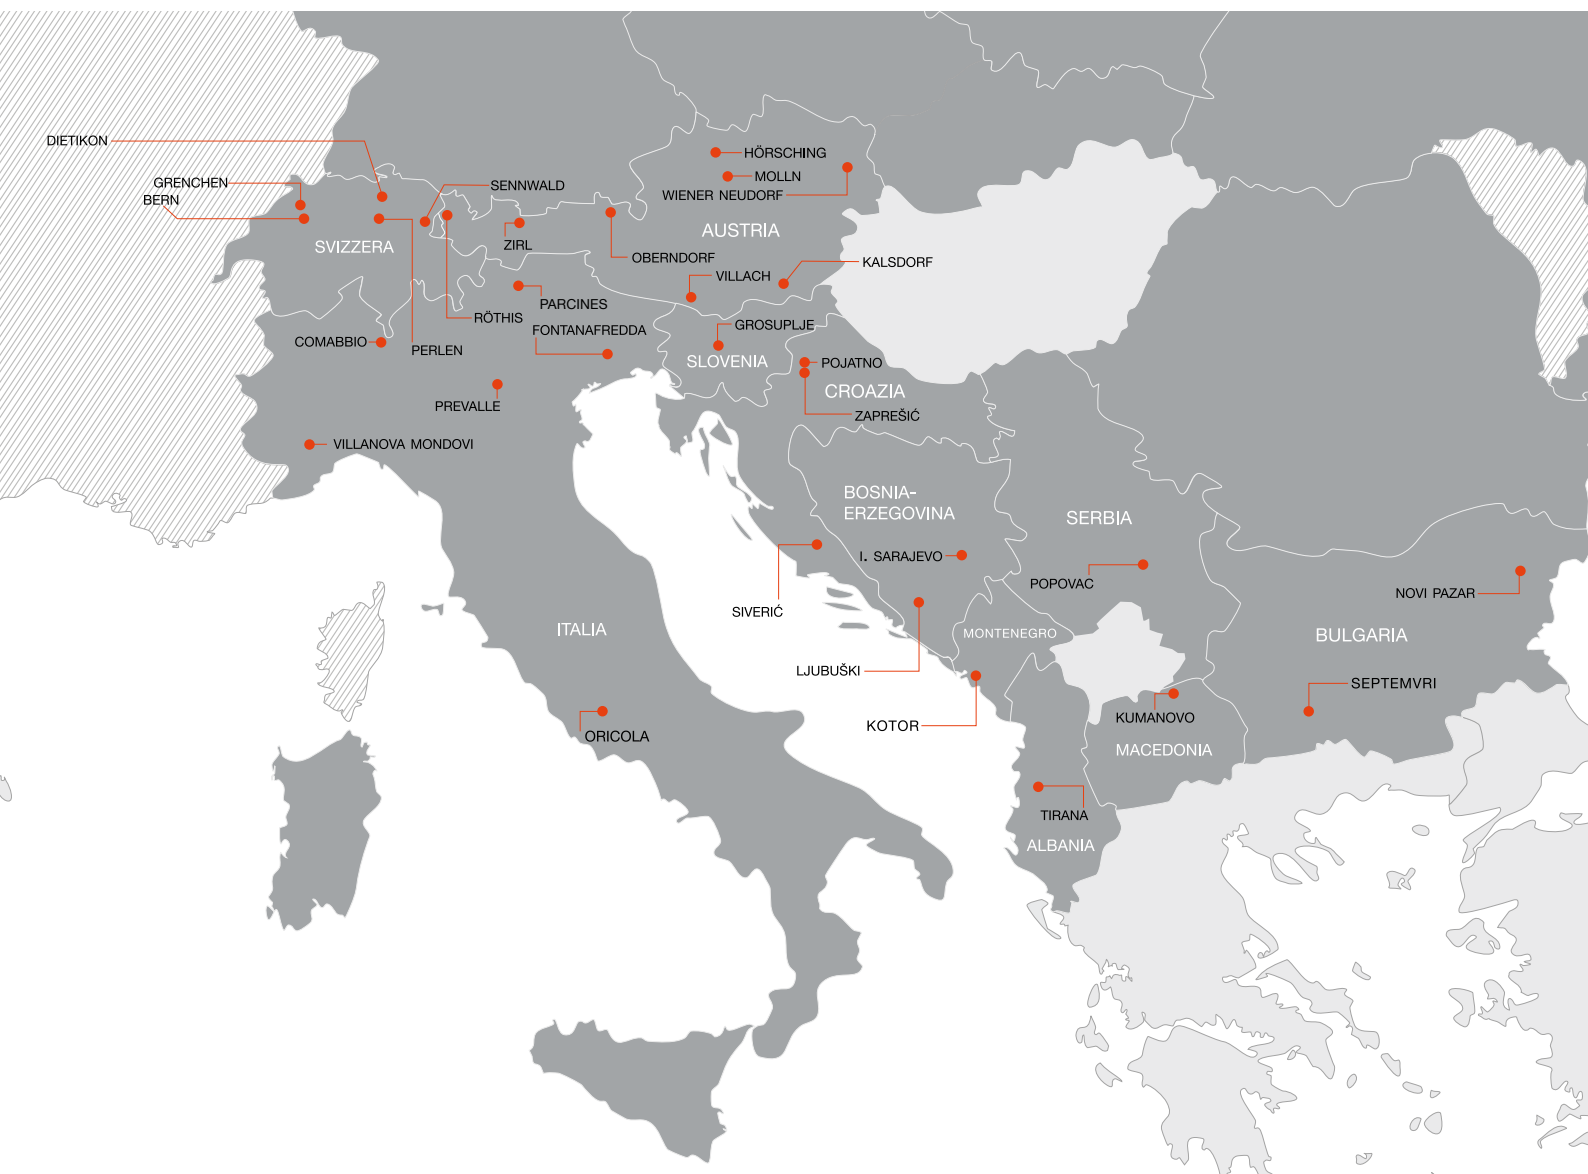 DIETIKON
HÖRSCHING
MOLLN
GRENCHEN
SENNWALD
WIENER NEUDORF
BERN
AUSTRIA
SVIZZERA
ZIRL
OBERNDORF
KALSDORF
VILLACH
PARCINES
RÖTHIS
GROSUPLJE
FONTANAFREDDA
COMABBIO
PERLEN
SLOVENIA
POJATNO
CROAZIA
PREVALLE
ZAPREŠIĆ
VILLANOVA MONDOVI
BOSNIA-
ERZEGOVINA
SERBIA
I. SARAJEVO
POPOVAC
NOVI PAZAR
SIVERIĆ
ITALIA
MONTENEGRO
BULGARIA
LJUBUŠKI
SEPTEMVRI
KUMANOVO
KOTOR
ORICOLA
MACEDONIA
TIRANA
ALBANIA